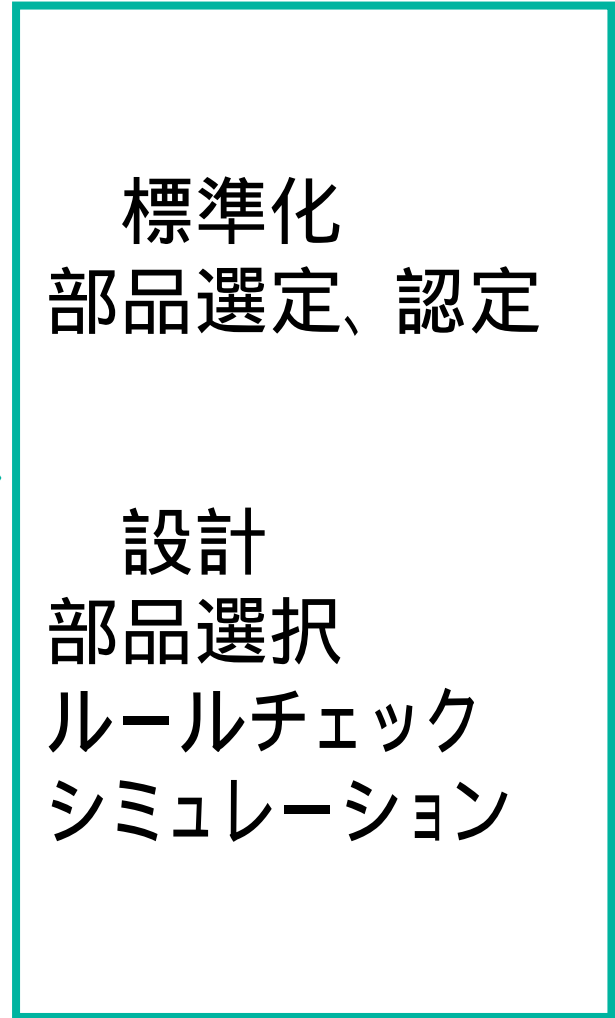 標準化
部品選定、認定
設計
部品選択
ルールチェック
シミュレーション